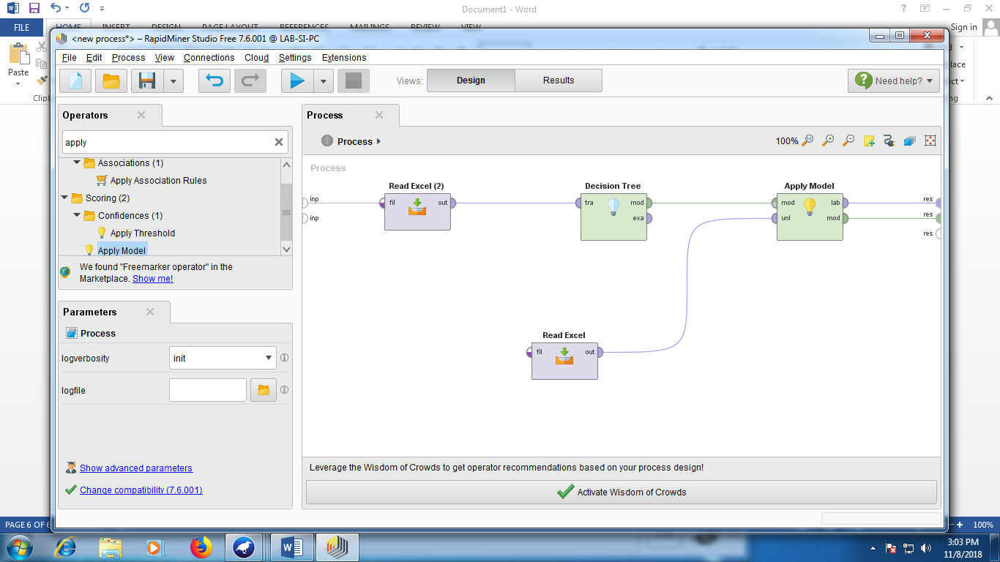 Document1 - Word
FILE HOME INSERT DESIGN PAGE LAYOUT REFERENCES MAILINGS REVIEW VIEW Sign in
Paste
<new process*> – RapidMiner Studio Free 7.6.001 @ LAB-SI-PC
File Edit Process View Connections Cloud Settings Extensions
Views: Design Results Need help?
Operators
apply
Associations (1)
Apply Association Rules
Scoring (2)
Confidences (1)
Apply Threshold
Apply Model
We found "Freemarker operator" in the
Marketplace. Show me!
Parameters
Process
logverbosity init
logfile
Show advanced parameters
Change compatibility (7.6.001)
Process
Process 100%
Process
Read Excel (2) Decision Tree Apply Model
inp fil out tra mod mod lab res
inp exa unl mod res
res
Read Excel
fil out
Leverage the Wisdom of Crowds to get operator recommendations based on your process design!
Activate Wisdom of Crowds
PAGE 6 OF 6 100%
3:03 PM
11/8/2018